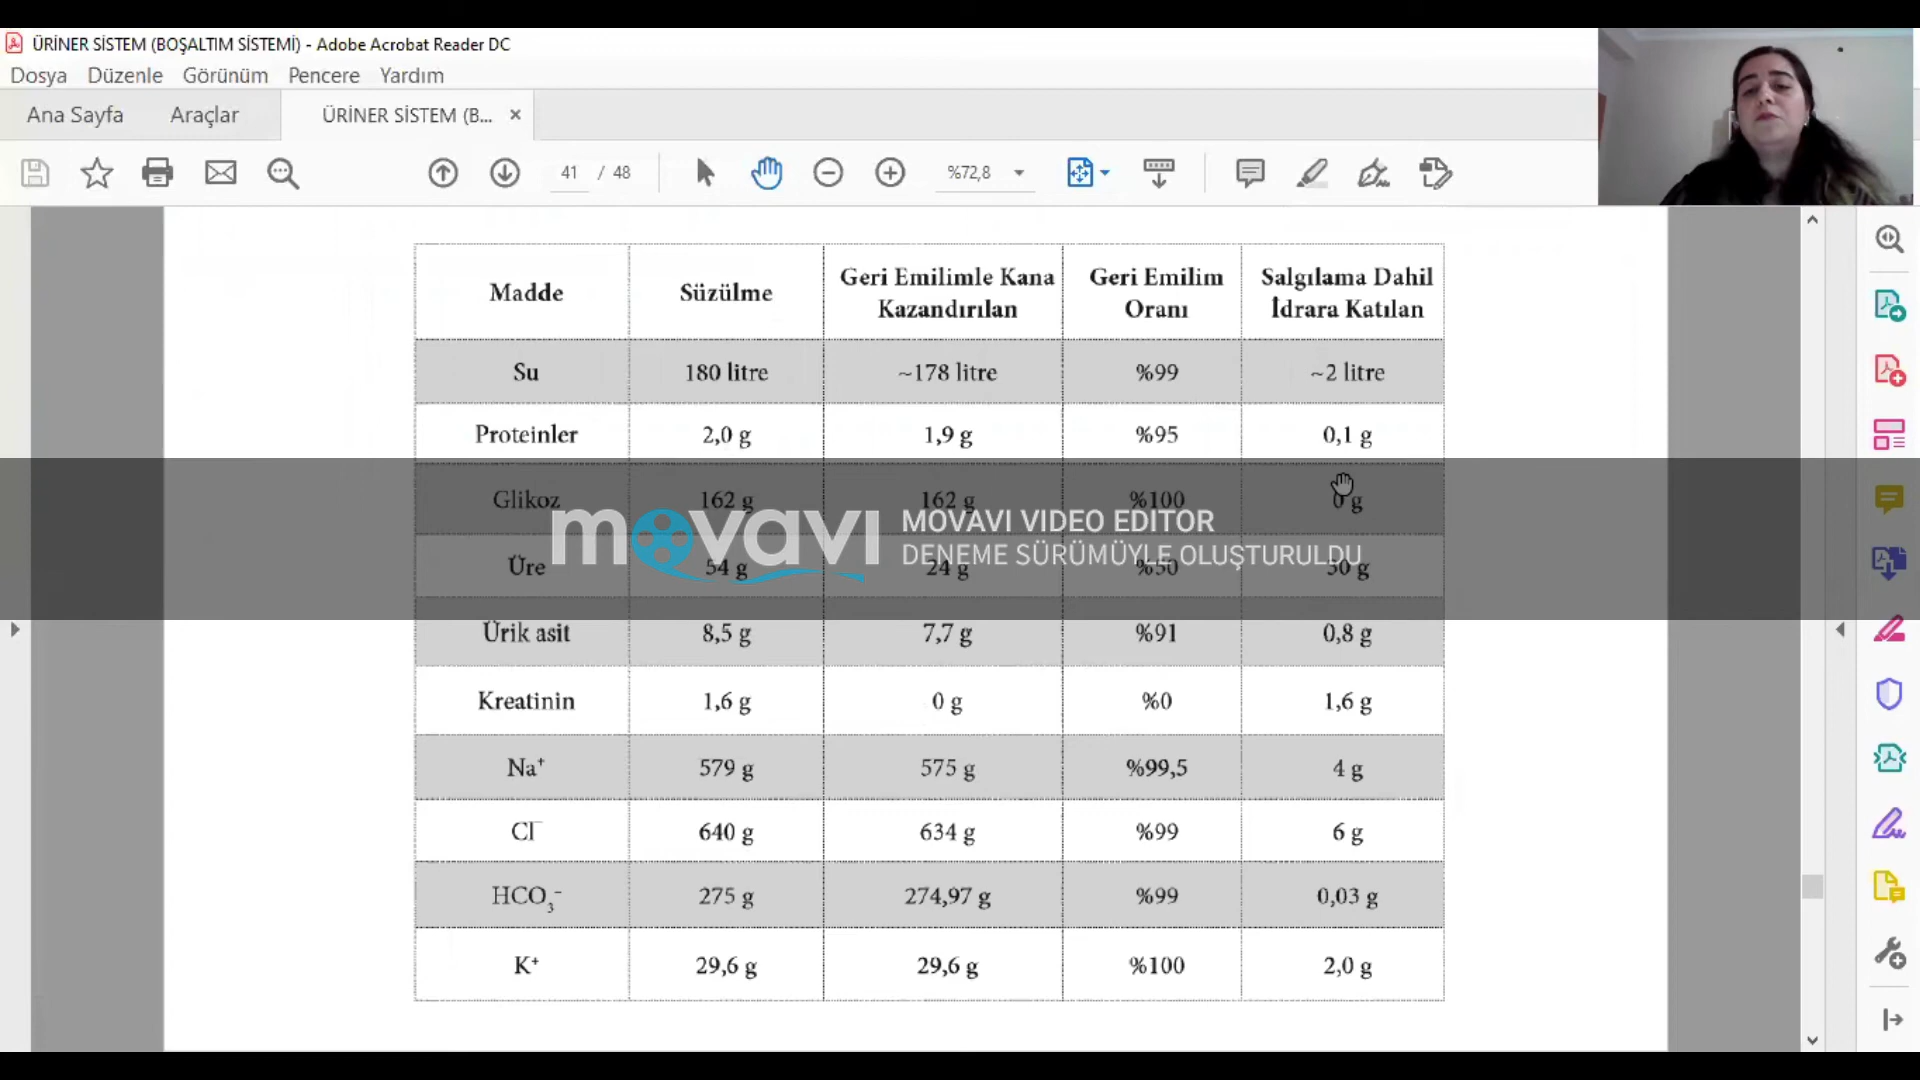 ÜRİNER SİSTEM (BOŞALTIM SİSTEMİ) - Adobe Acrobat Reader DC
Dosya Düzenle Görünüm Pencere Yardım
Ana Sayfa Araçlar ÜRİNER SİSTEM (B... ×
41 / 48 %72,8
Madde Süzülme Geri Emilimle Kana Kazandırılan Geri Emilim Oranı Salgılama Dahil İdrara Katılan
Su 180 litre ~178 litre %99 ~2 litre
Proteinler 2,0 g 1,9 g %95 0,1 g
Glikoz 162 g 162 g %100 0 g
movavi MOVAVI VIDEO EDITOR
DENEME SÜRÜMÜYLE OLUŞTURULDU
Üre 54 g 24 g %50 30 g
Ürik asit 8,5 g 7,7 g %91 0,8 g
Kreatinin 1,6 g 0 g %0 1,6 g
Na⁺ 579 g 575 g %99,5 4 g
Cl⁻ 640 g 634 g %99 6 g
HCO₃⁻ 275 g 274,97 g %99 0,03 g
K⁺ 29,6 g 29,6 g %100 2,0 g